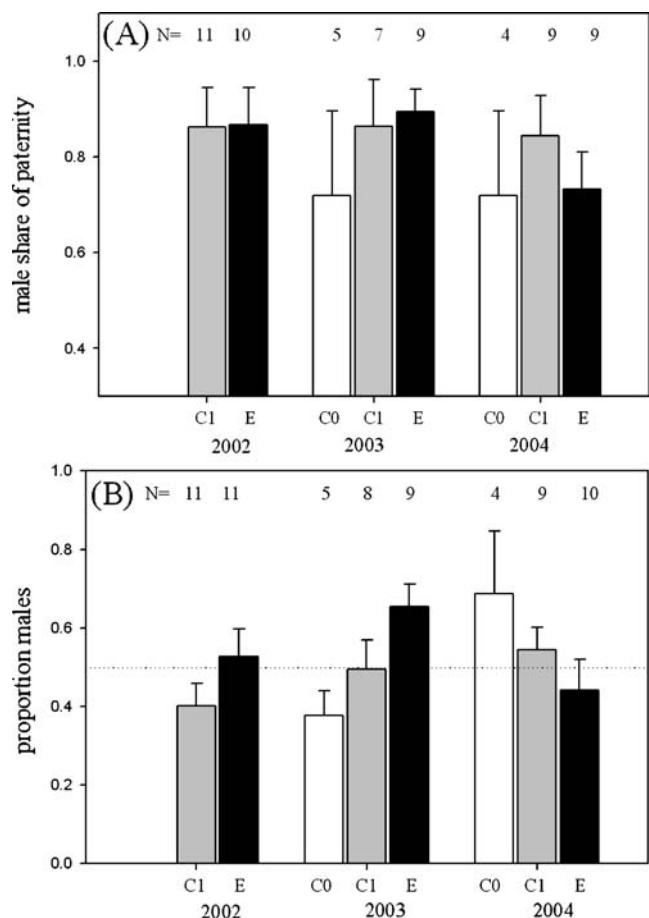 (A) N= 11 10 5 7 9 4 9 9
1.0
0.8
0.6
0.4
male share of paternity
C1 E C0 C1 E C0 C1 E
2002 2003 2004
(B) N= 11 11 5 8 9 4 9 10
1.0
0.8
0.6
0.4
0.2
0.0
proportion males
C1 E C0 C1 E C0 C1 E
2002 2003 2004